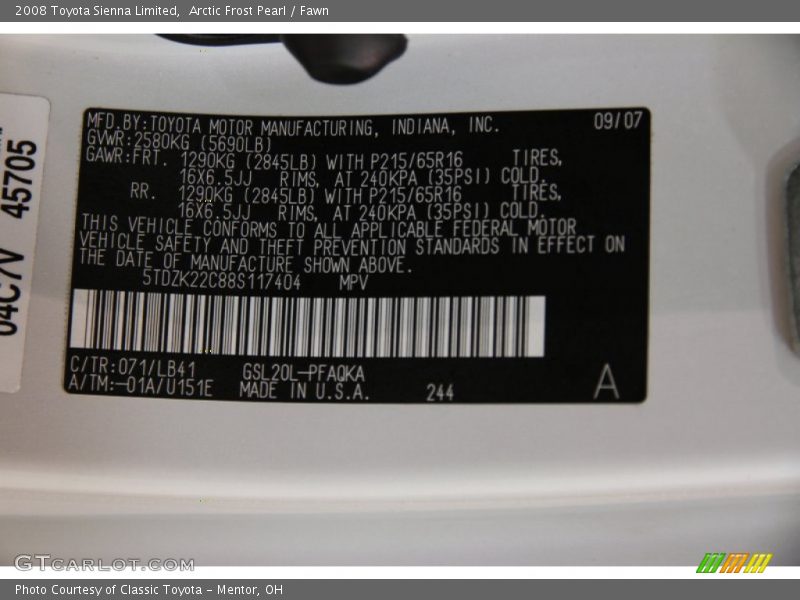 2008 Toyota Sienna Limited,  Arctic Frost Pearl / Fawn
MFD.BY:TOYOTA MOTOR MANUFACTURING, INDIANA, INC. 09/07
GVWR:2580KG (5690LB)
GAWR:FRT. 1290KG (2845LB) WITH P215/65R16 TIRES,
16X6.5JJ RIMS, AT 240KPA (35PSI) COLD.
RR. 1290KG (2845LB) WITH P215/65R16 TIRES,
16X6.5JJ RIMS, AT 240KPA (35PSI) COLD.
THIS VEHICLE CONFORMS TO ALL APPLICABLE FEDERAL MOTOR
VEHICLE SAFETY AND THEFT PREVENTION STANDARDS IN EFFECT ON
THE DATE OF MANUFACTURE SHOWN ABOVE.
5TDZK22C88S117404 MPV
C/TR:071/LB41 GSL20L-PFAQKA
A/TM:-01A/U151E MADE IN U.S.A. 244 A
04C7V 45705
GTCARLOT.COM
Photo Courtesy of Classic Toyota - Mentor, OH